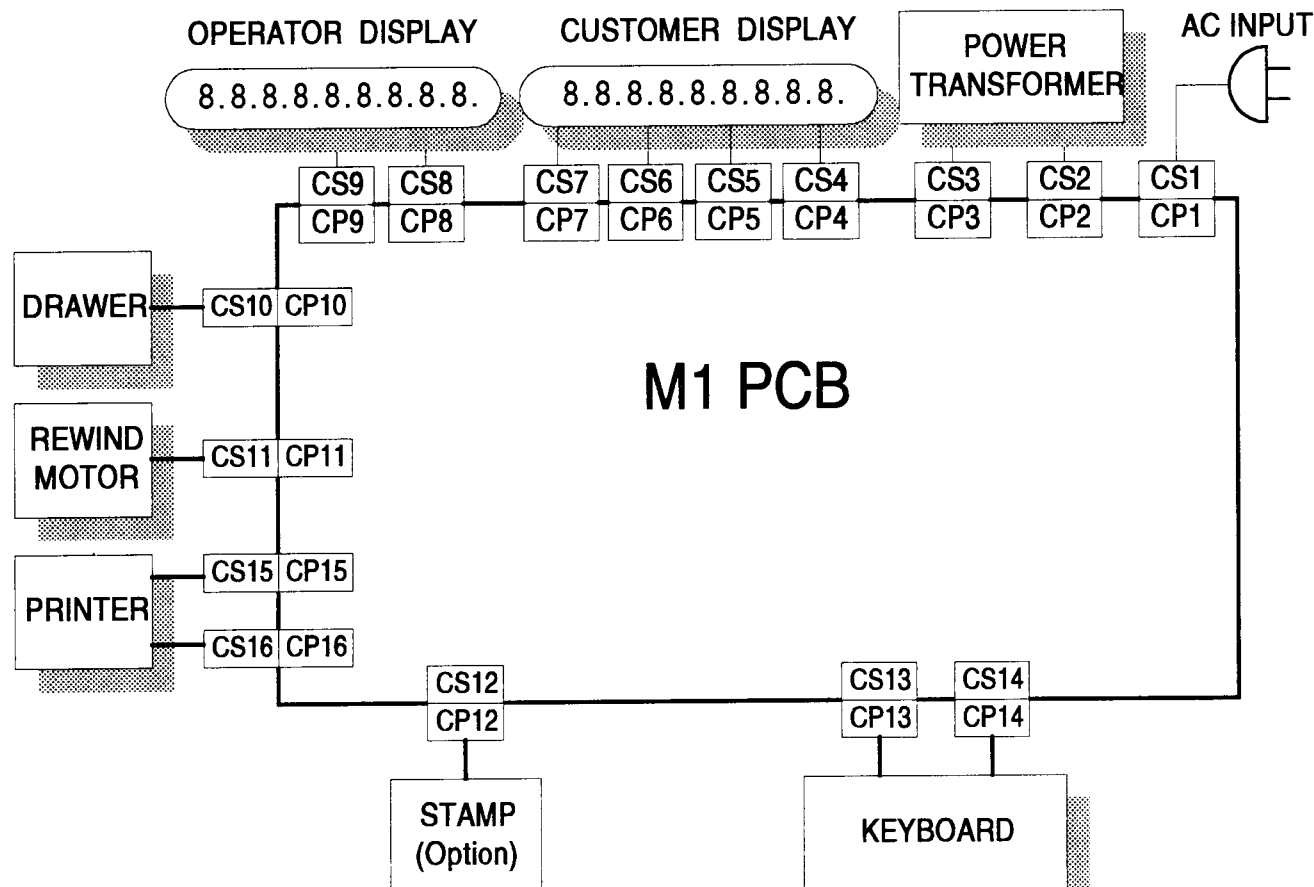 OPERATOR DISPLAY
CUSTOMER DISPLAY
POWER
TRANSFORMER
AC INPUT
8.8.8.8.8.8.8.8.8.8.
8.8.8.8.8.8.8.8.8.8.
CS9
CS8
CS7
CS6
CS5
CS4
CS3
CS2
CS1
CP9
CP8
CP7
CP6
CP5
CP4
CP3
CP2
CP1
DRAWER
CS10
CP10
M1 PCB
REWIND
MOTOR
CS11
CP11
PRINTER
CS15
CP15
CS16
CP16
CS12
CP12
CS13
CP13
CS14
CP14
STAMP
(Option)
KEYBOARD